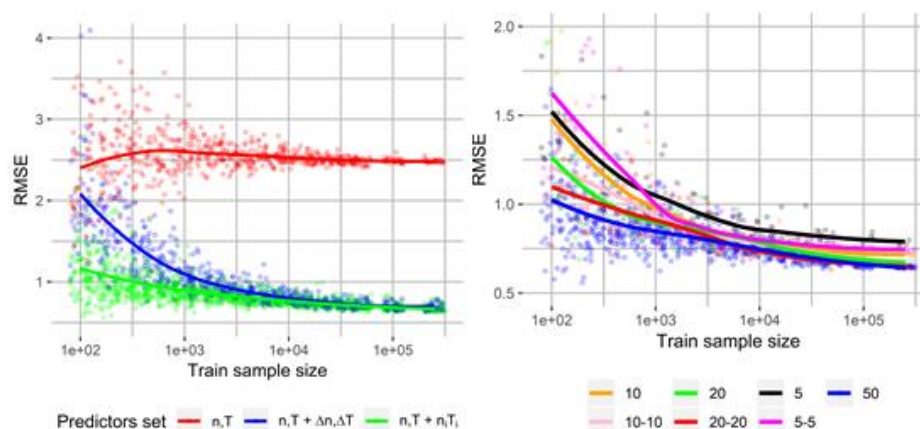 4
3
2
1
RMSE
1e+02
1e+03
1e+04
1e+05
Train sample size
Predictors set
n,T
n,T + Δn,ΔT
n,T + nᵢTᵢ
2.0
1.5
1.0
0.5
RMSE
1e+02
1e+03
1e+04
1e+05
Train sample size
10
20
5
50
10-10
20-20
5-5